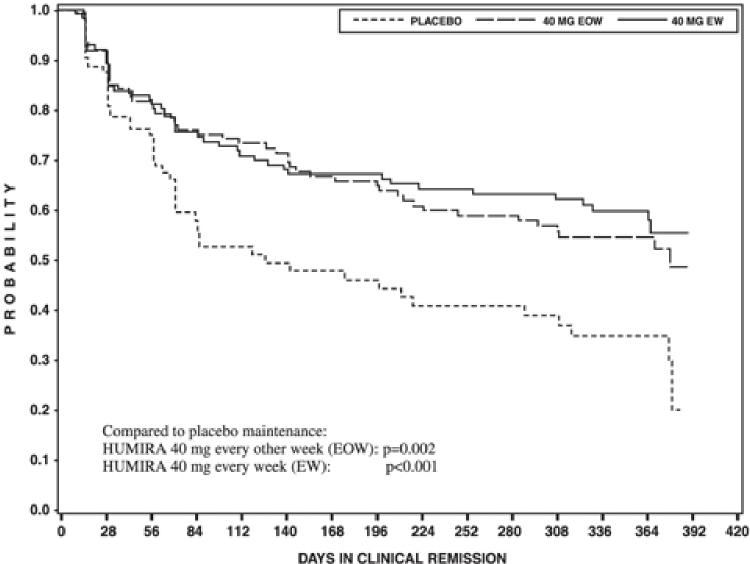 PLACEBO 40 MG EOW 40 MG EW
PROBABILITY
1.0
0.9
0.8
0.7
0.6
0.5
0.4
0.3
0.2
0.1
0.0
Compared to placebo maintenance:
HUMIRA 40 mg every other week (EOW): p=0.002
HUMIRA 40 mg every week (EW): p<0.001
0 28 56 84 112 140 168 196 224 252 280 308 336 364 392 420
DAYS IN CLINICAL REMISSION